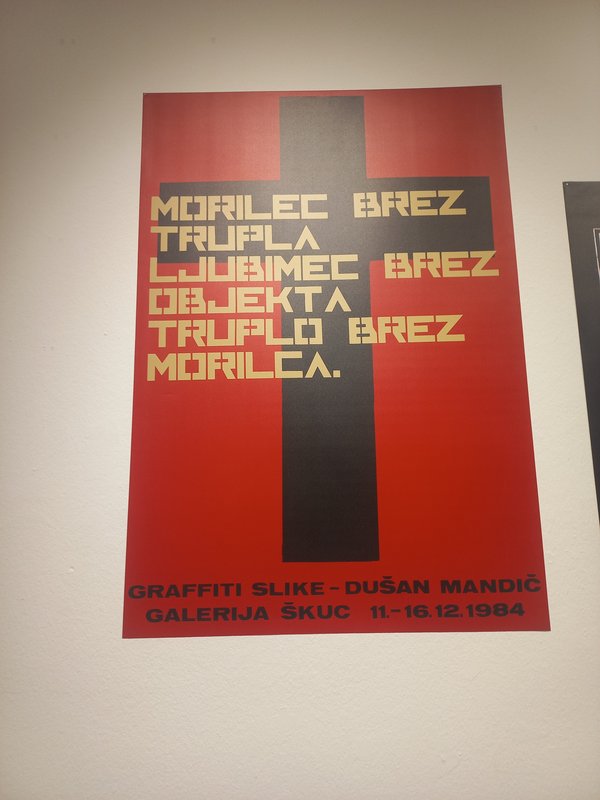 MORILEC BREZ
TRUPLA
LJUBIMEC BREZ
OBJEKTA
TRUPLO BREZ
MORILCA.
GRAFFITI SLIKE – DUŠAN MANDIČ
GALERIJA ŠKUC 11.–16.12.1984